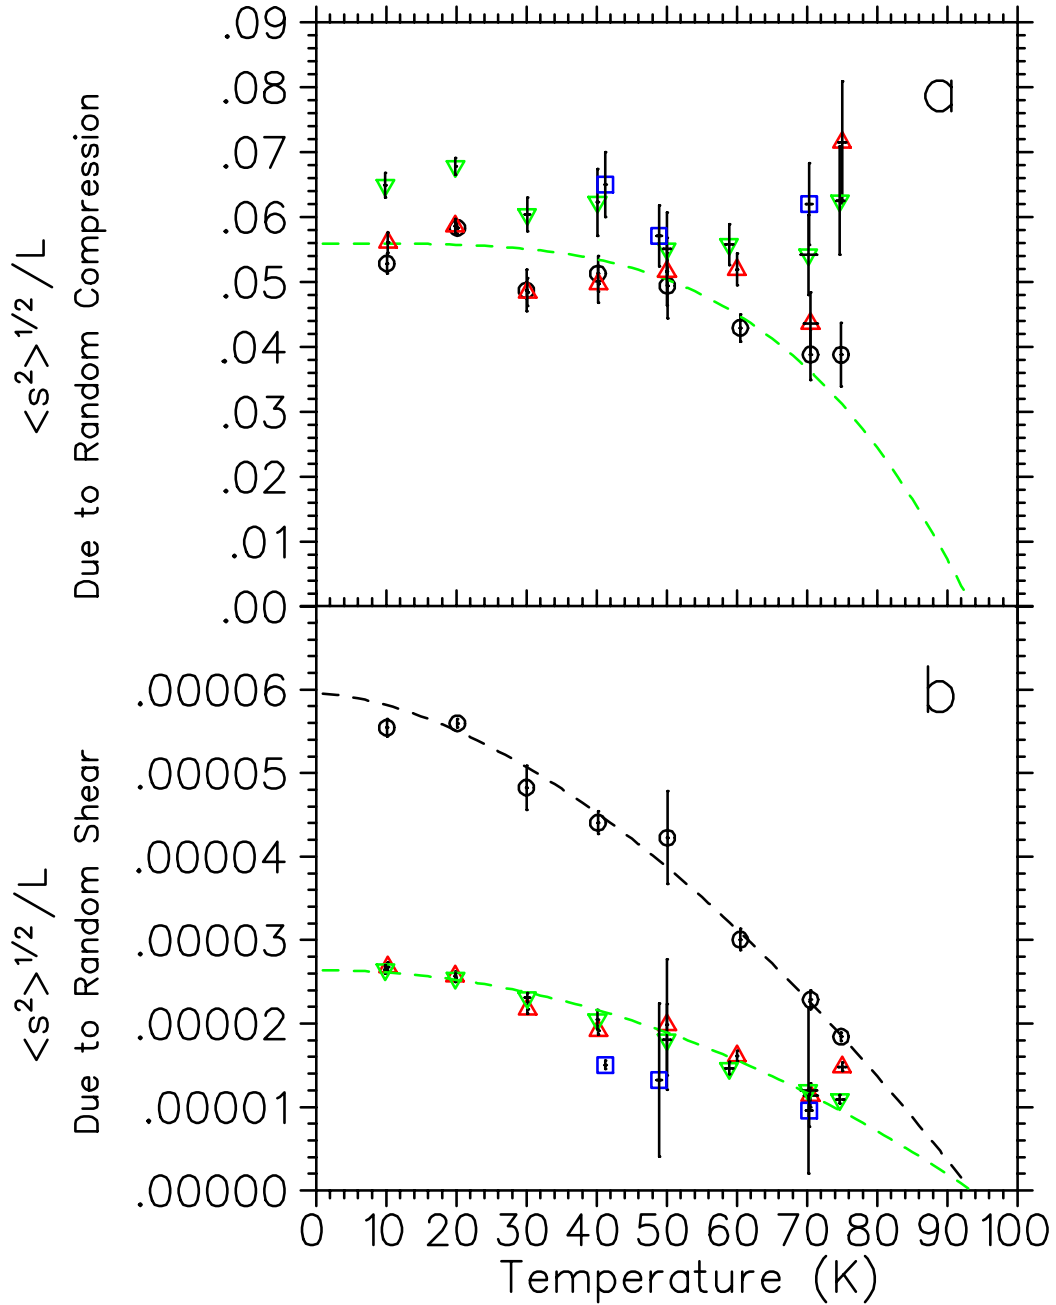 <s²>¹/² /L
Due to Random Compression
.09
.08
.07
.06
.05
.04
.03
.02
.01
.00
a
<s²>¹/² /L
Due to Random Shear
.00006
.00005
.00004
.00003
.00002
.00001
.00000
b
0 10 20 30 40 50 60 70 80 90 100
Temperature (K)